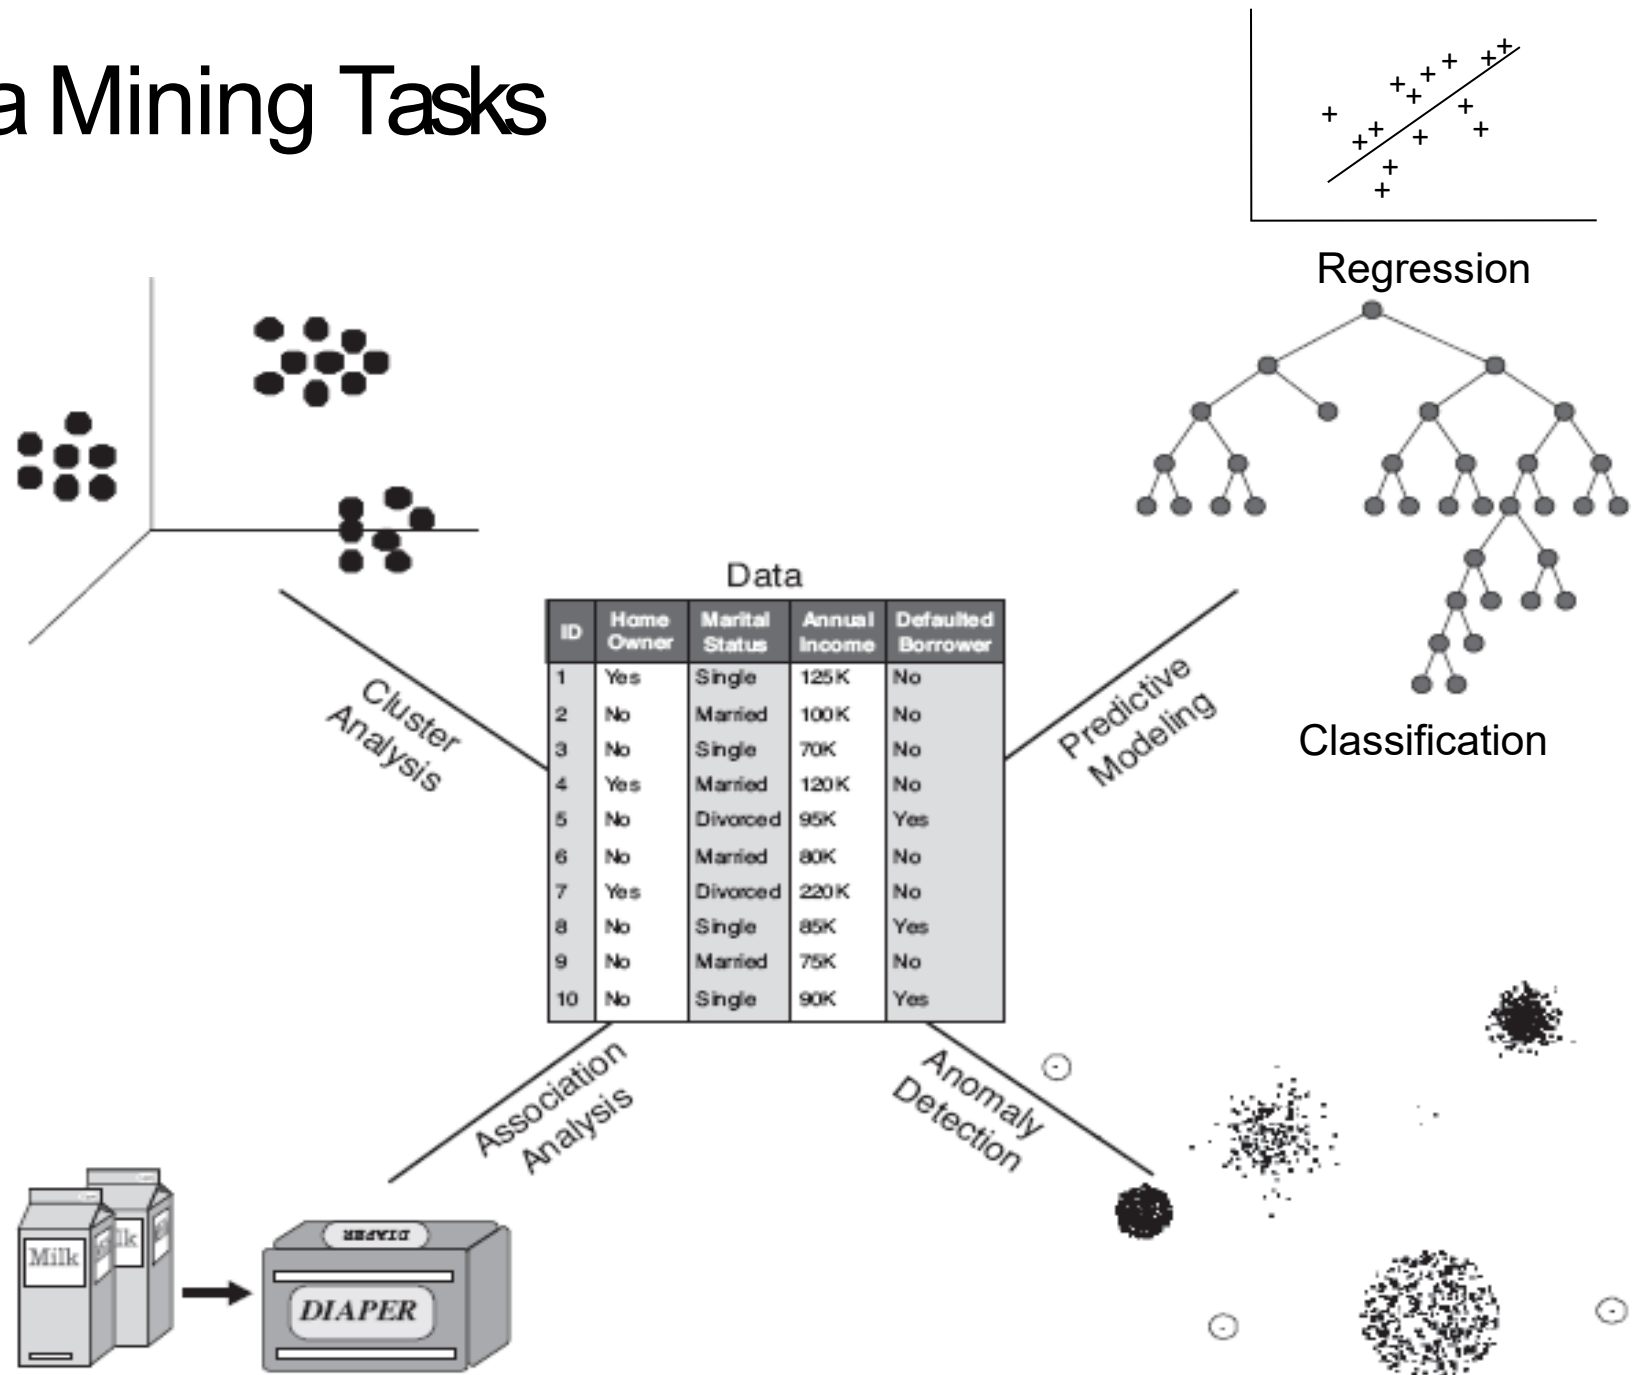 a Mining Tasks
Regression
Data
ID Home Owner Marital Status Annual Income Defaulted Borrower
1 Yes Single 125K No
2 No Married 100K No
3 No Single 70K No
4 Yes Married 120K No
5 No Divorced 95K Yes
6 No Married 80K No
7 Yes Divorced 220K No
8 No Single 85K Yes
9 No Married 75K No
10 No Single 90K Yes
Cluster
Analysis
Predictive
Modeling
Classification
Association
Analysis
Anomaly
Detection
Milk
lk
DIAPER
DIAPER